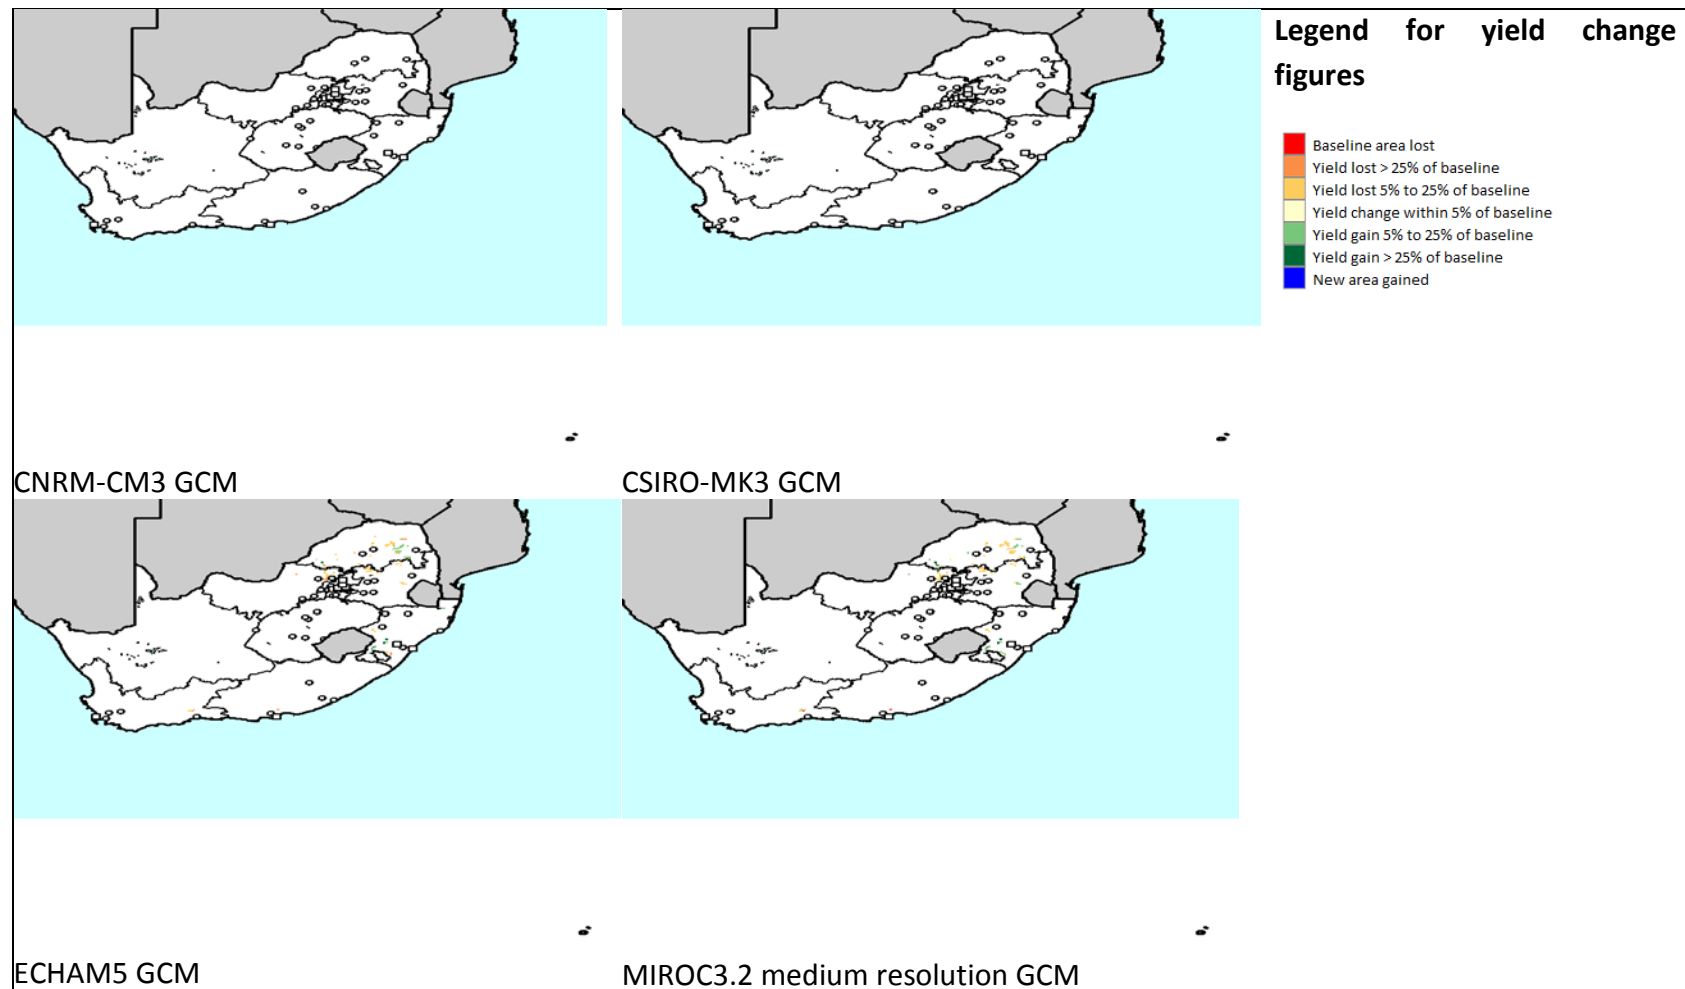 Legend for yield change
figures
Baseline area lost
Yield lost > 25% of baseline
Yield lost 5% to 25% of baseline
Yield change within 5% of baseline
Yield gain 5% to 25% of baseline
Yield gain > 25% of baseline
New area gained
CNRM-CM3 GCM
CSIRO-MK3 GCM
ECHAM5 GCM
MIROC3.2 medium resolution GCM